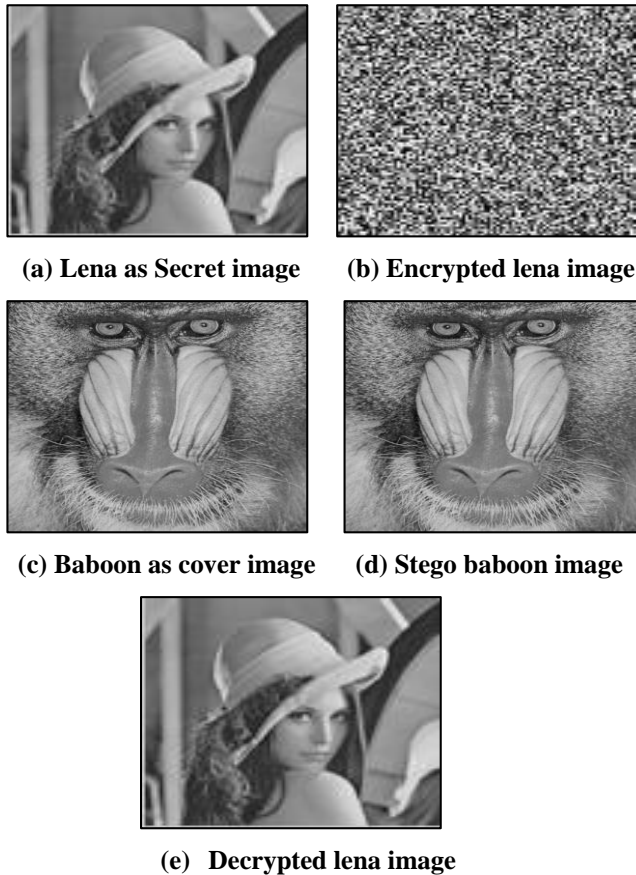 (a) Lena as Secret image
(b) Encrypted lena image
(c) Baboon as cover image
(d) Stego baboon image
(e) Decrypted lena image